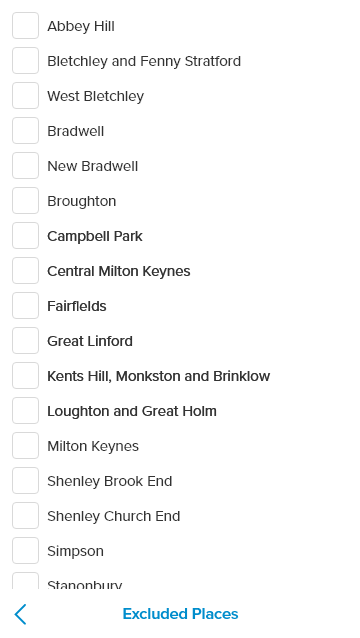 Abbey Hill
Bletchley and Fenny Stratford
West Bletchley
Bradwell
New Bradwell
Broughton
Campbell Park
Central Milton Keynes
Fairfields
Great Linford
Kents Hill, Monkston and Brinklow
Loughton and Great Holm
Milton Keynes
Shenley Brook End
Shenley Church End
Simpson
Stanonbury
Excluded Places